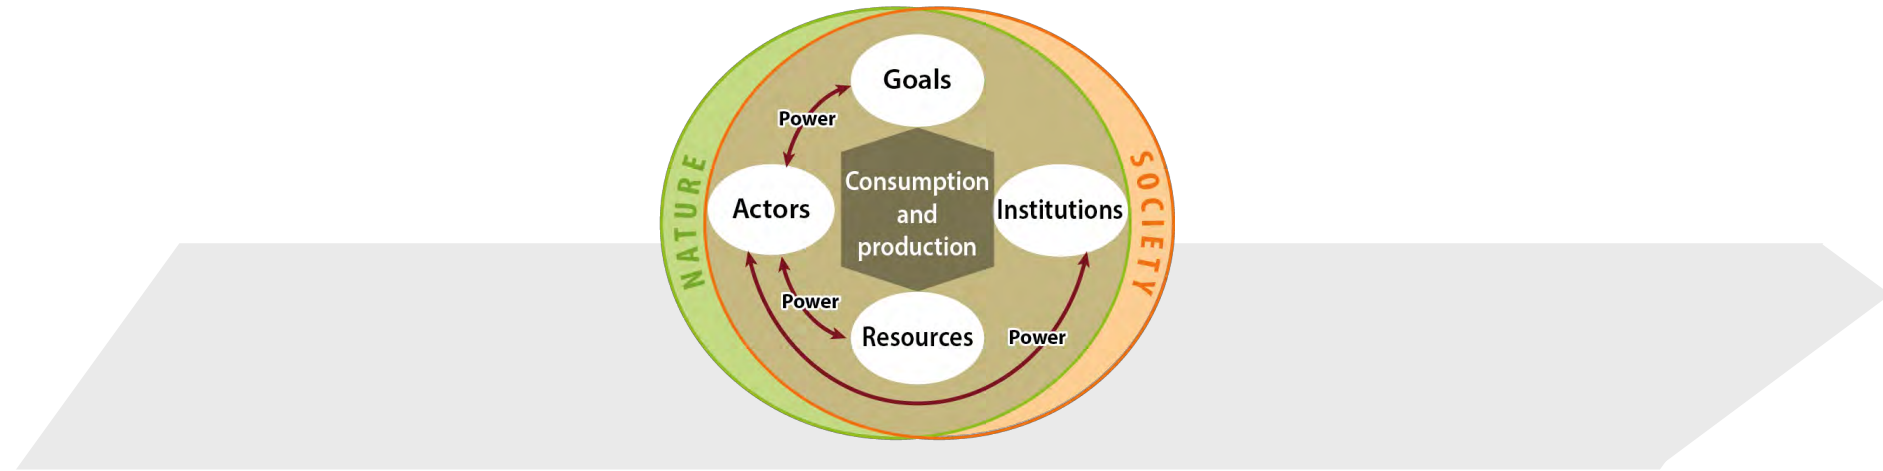 Goals
Power
NATURE
SOCIETY
Consumption
and
production
Actors
Institutions
Power
Resources
Power